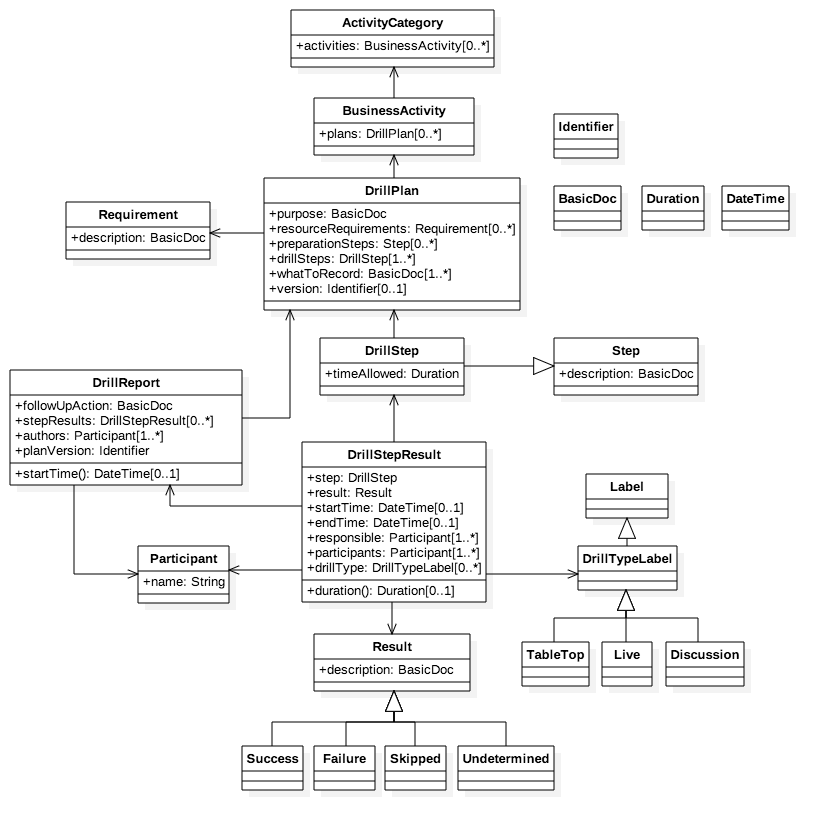 ActivityCategory
+activities: BusinessActivity[0..*]
BusinessActivity
+plans: DrillPlan[0..*]
Identifier
BasicDoc
Duration
DateTime
DrillPlan
+purpose: BasicDoc
+resourceRequirements: Requirement[0..*]
+preparationSteps: Step[0..*]
+drillSteps: DrillStep[1..*]
+whatToRecord: BasicDoc[1..*]
+version: Identifier[0..1]
Requirement
+description: BasicDoc
DrillStep
+timeAllowed: Duration
Step
+description: BasicDoc
DrillReport
+followUpAction: BasicDoc
+stepResults: DrillStepResult[0..*]
+authors: Participant[1..*]
+planVersion: Identifier
+startTime(): DateTime[0..1]
DrillStepResult
+step: DrillStep
+result: Result
+startTime: DateTime[0..1]
+endTime: DateTime[0..1]
+responsible: Participant[1..*]
+participants: Participant[1..*]
+drillType: DrillTypeLabel[0..*]
+duration(): Duration[0..1]
Label
DrillTypeLabel
Participant
+name: String
TableTop
Live
Discussion
Result
+description: BasicDoc
Success
Failure
Skipped
Undetermined